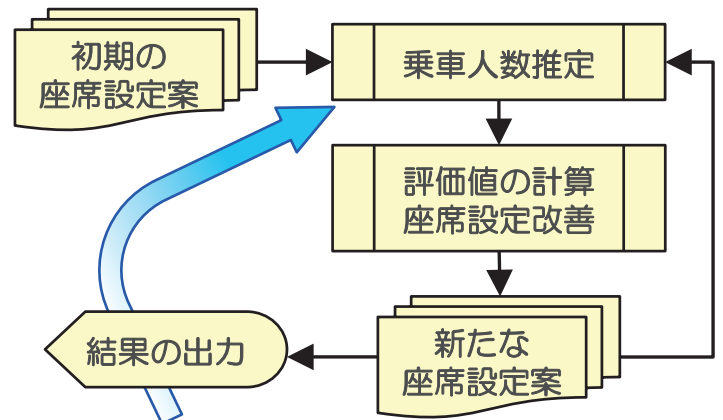 初期の
座席設定案
乗車人数推定
評価値の計算
座席設定改善
新たな
座席設定案
結果の出力